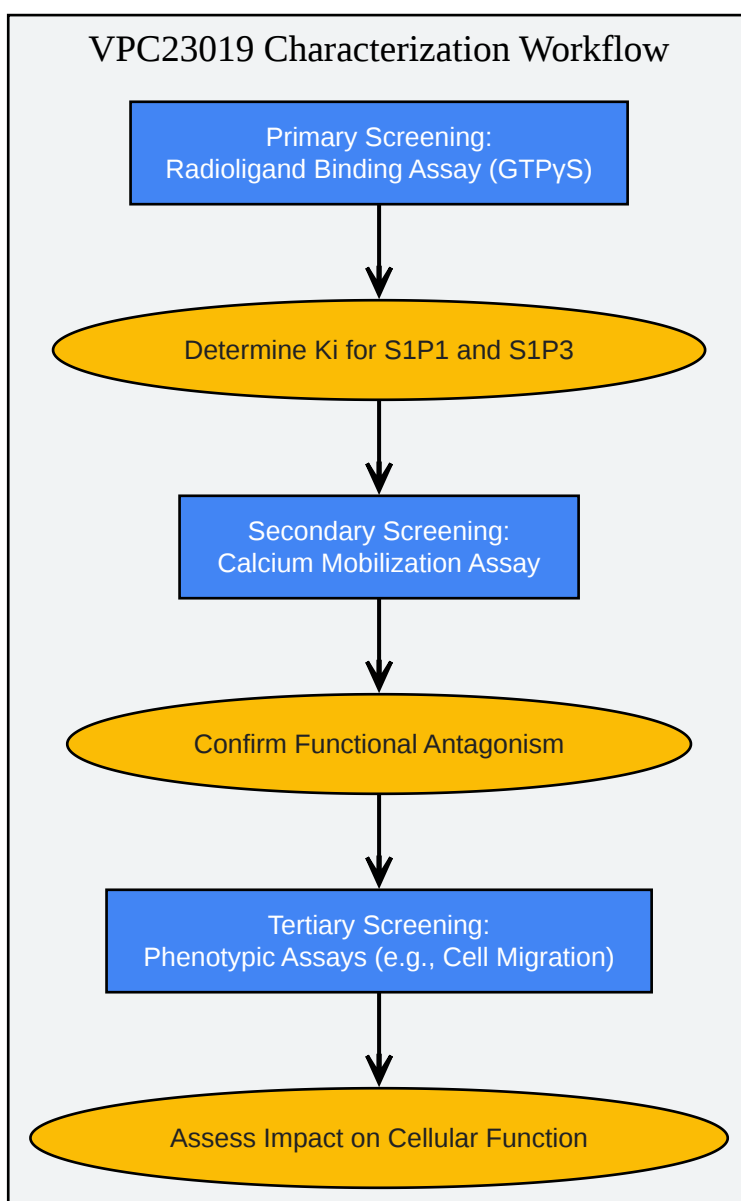 VPC23019 Characterization Workflow
Primary Screening:
Radioligand Binding Assay (GTPγS)
Determine Ki for S1P1 and S1P3
Secondary Screening:
Calcium Mobilization Assay
Confirm Functional Antagonism
Tertiary Screening:
Phenotypic Assays (e.g., Cell Migration)
Assess Impact on Cellular Function